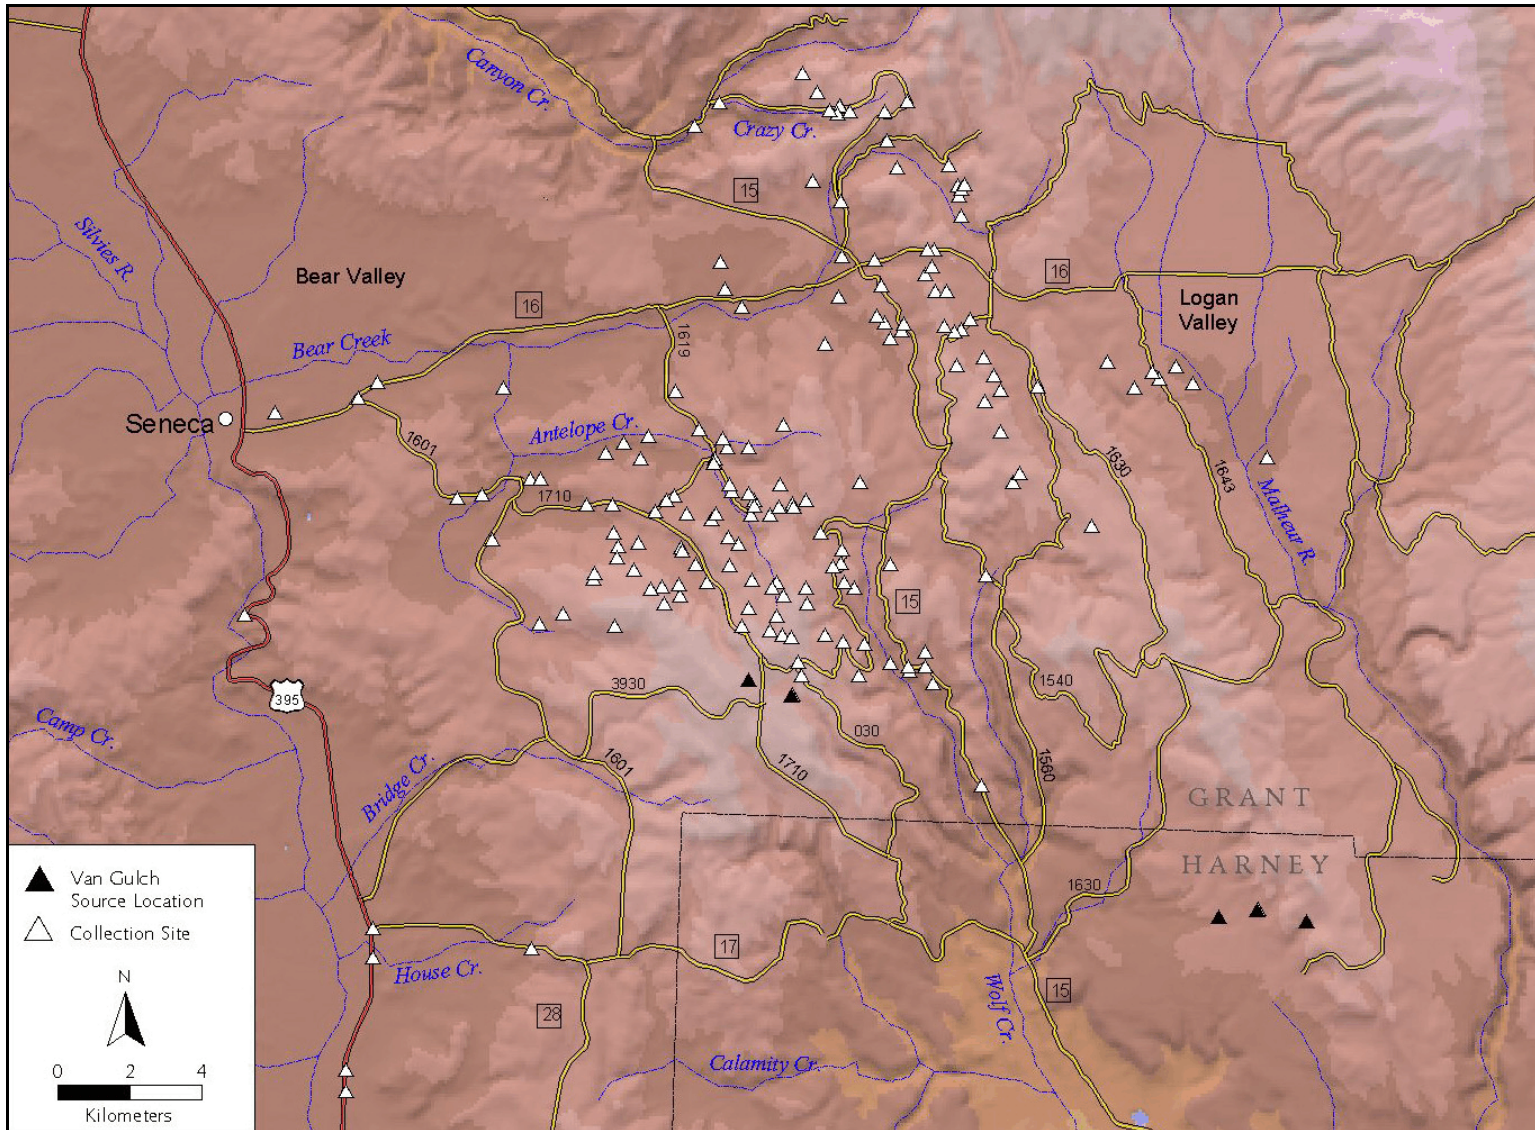 Canyon Cr.
Crazy Cr.
15
Silvies R.
Bear Valley
16
16
Logan
Valley
Bear Creek
1619
Seneca
Antelope Cr.
1601
1630
1643
1710
Malheur R.
15
395
3930
1540
Camp Cr.
030
1601
1710
1560
Bridge Cr.
GRANT
HARNEY
1630
Van Gulch
Source Location
Collection Site
17
House Cr.
N
28
15
Wolf Cr.
Calamity Cr.
0 2 4
Kilometers